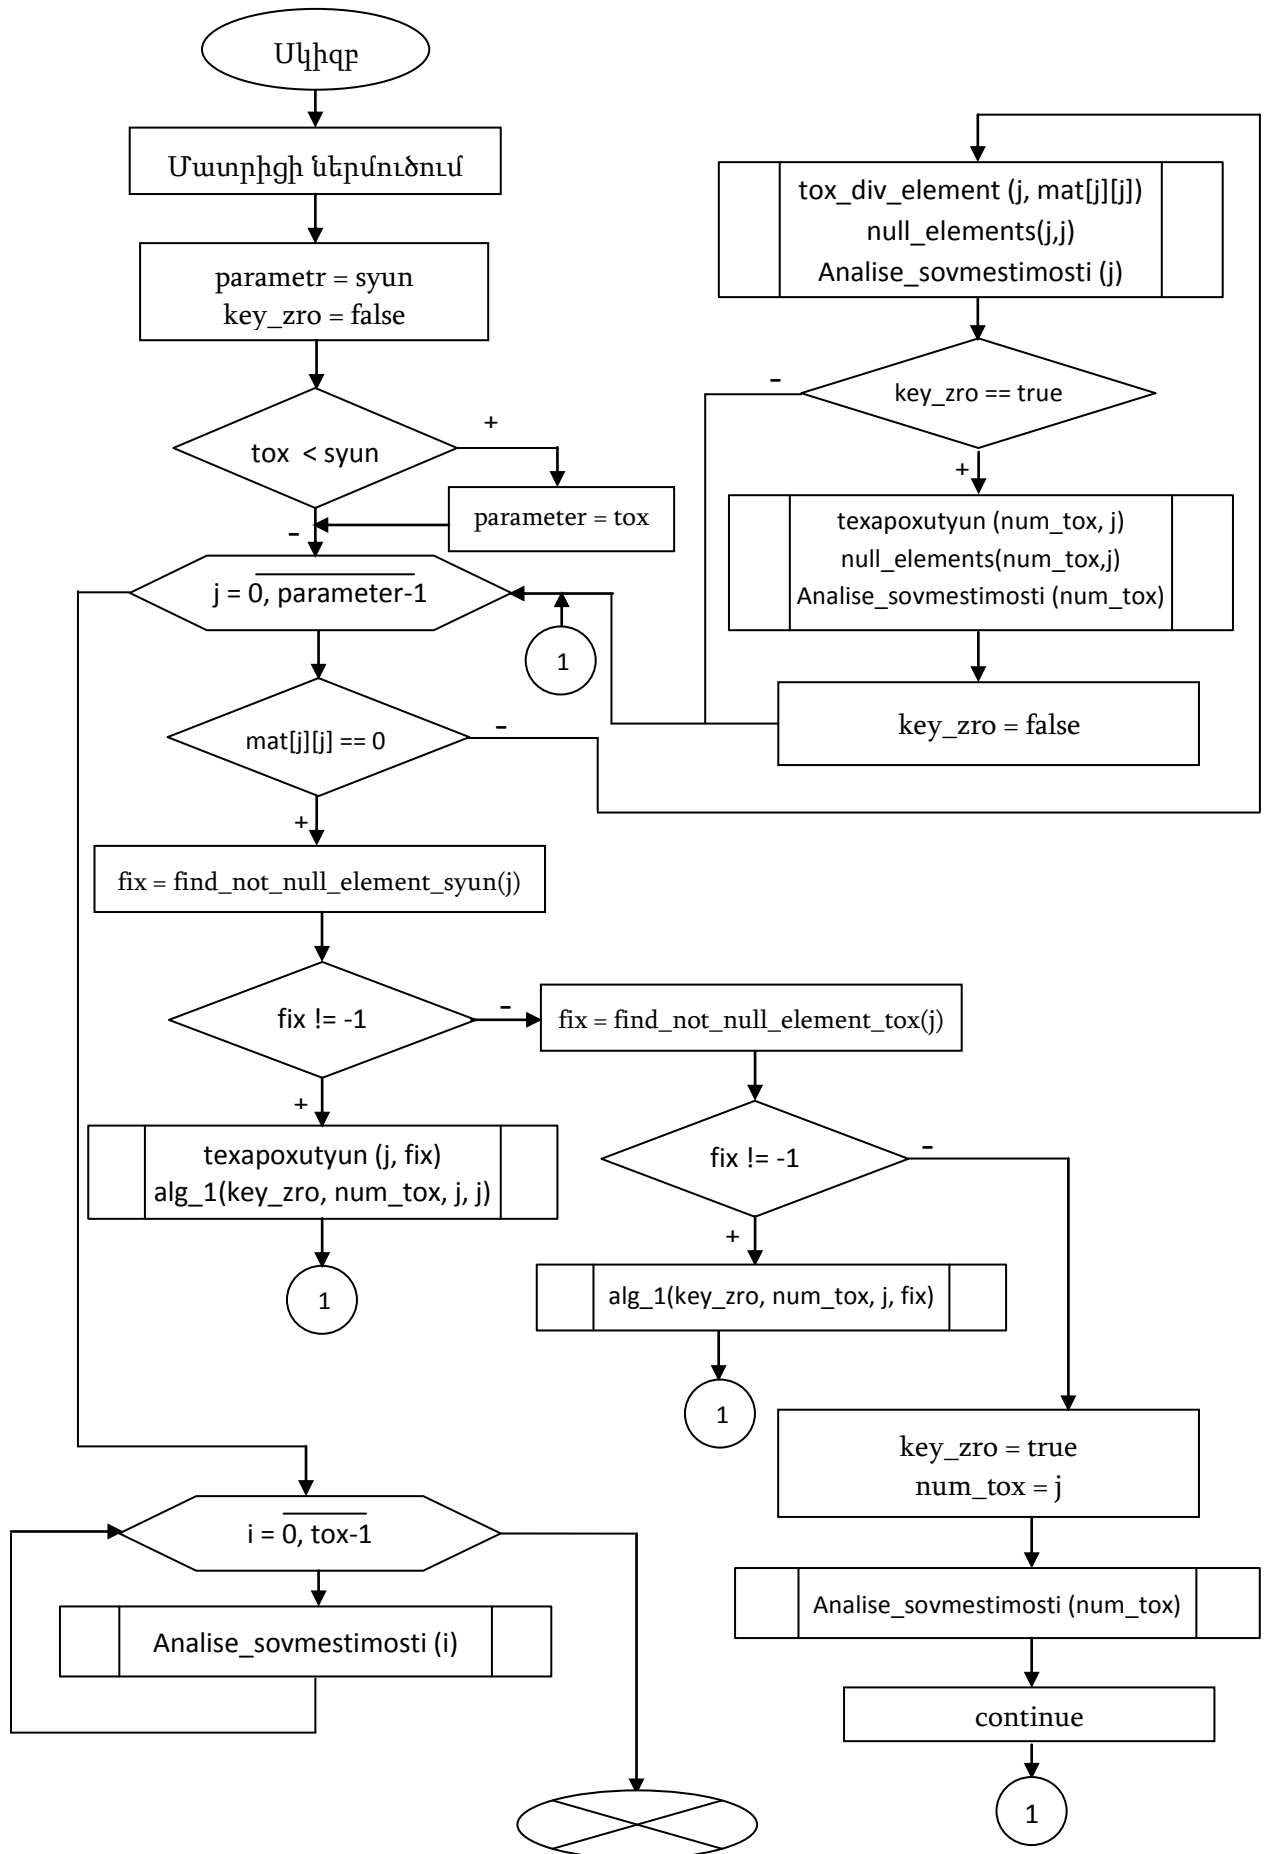 Սկիզբ
Մատրիցի ներմուծում
parametr = syun
key_zro = false
tox < syun
+
parameter = tox
-
j = 0, parameter-1
1
mat[j][j] == 0
-
+
fix = find_not_null_element_syun(j)
fix != -1
-
+
texapoxutyun (j, fix)
alg_1(key_zro, num_tox, j, j)
1
fix = find_not_null_element_tox(j)
fix != -1
-
+
alg_1(key_zro, num_tox, j, fix)
1
key_zro = true
num_tox = j
Analise_sovmestimosti (num_tox)
continue
1
tox_div_element (j, mat[j][j])
null_elements(j,j)
Analise_sovmestimosti (j)
-
key_zro == true
+
texapoxutyun (num_tox, j)
null_elements(num_tox,j)
Analise_sovmestimosti (num_tox)
key_zro = false
i = 0, tox-1
Analise_sovmestimosti (i)